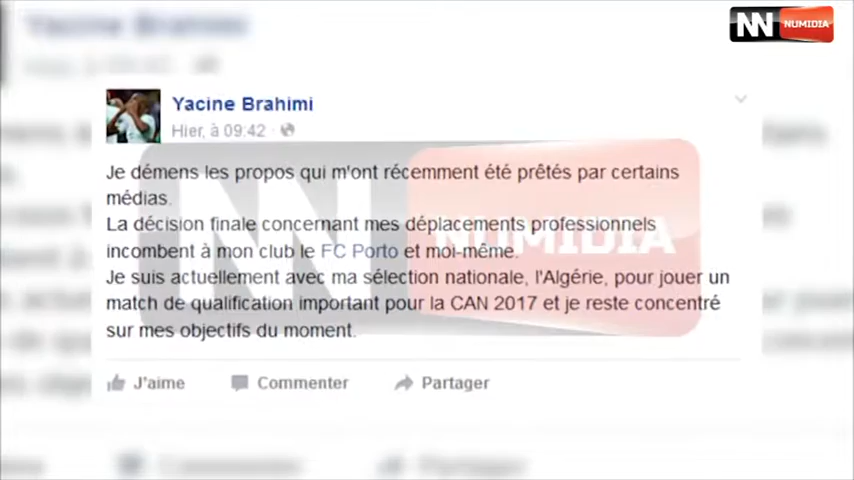 NN NUMIDIA
Yacine Brahimi
Hier, à 09:42
Je démens les propos qui m'ont récemment été prêtés par certains
médias.
La décision finale concernant mes déplacements professionnels
incombent à mon club le FC Porto et moi-même.
Je suis actuellement avec ma sélection nationale, l'Algérie, pour jouer un
match de qualification important pour la CAN 2017 et je reste concentré
sur mes objectifs du moment.
J'aime Commenter Partager
NN NUMIDIA